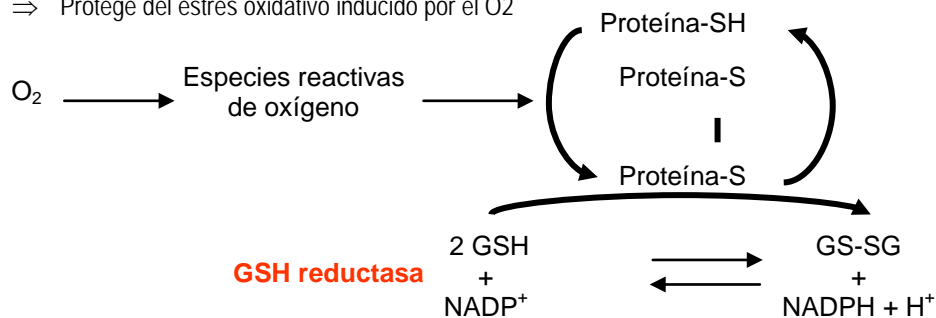 ⇒ Protege del estrés oxidativo inducido por el O2
Proteína-SH
O₂
Especies reactivas
de oxígeno
Proteína-S
Proteína-S
2 GSH
GS-SG
GSH reductasa
+
+
NADP⁺
NADPH + H⁺